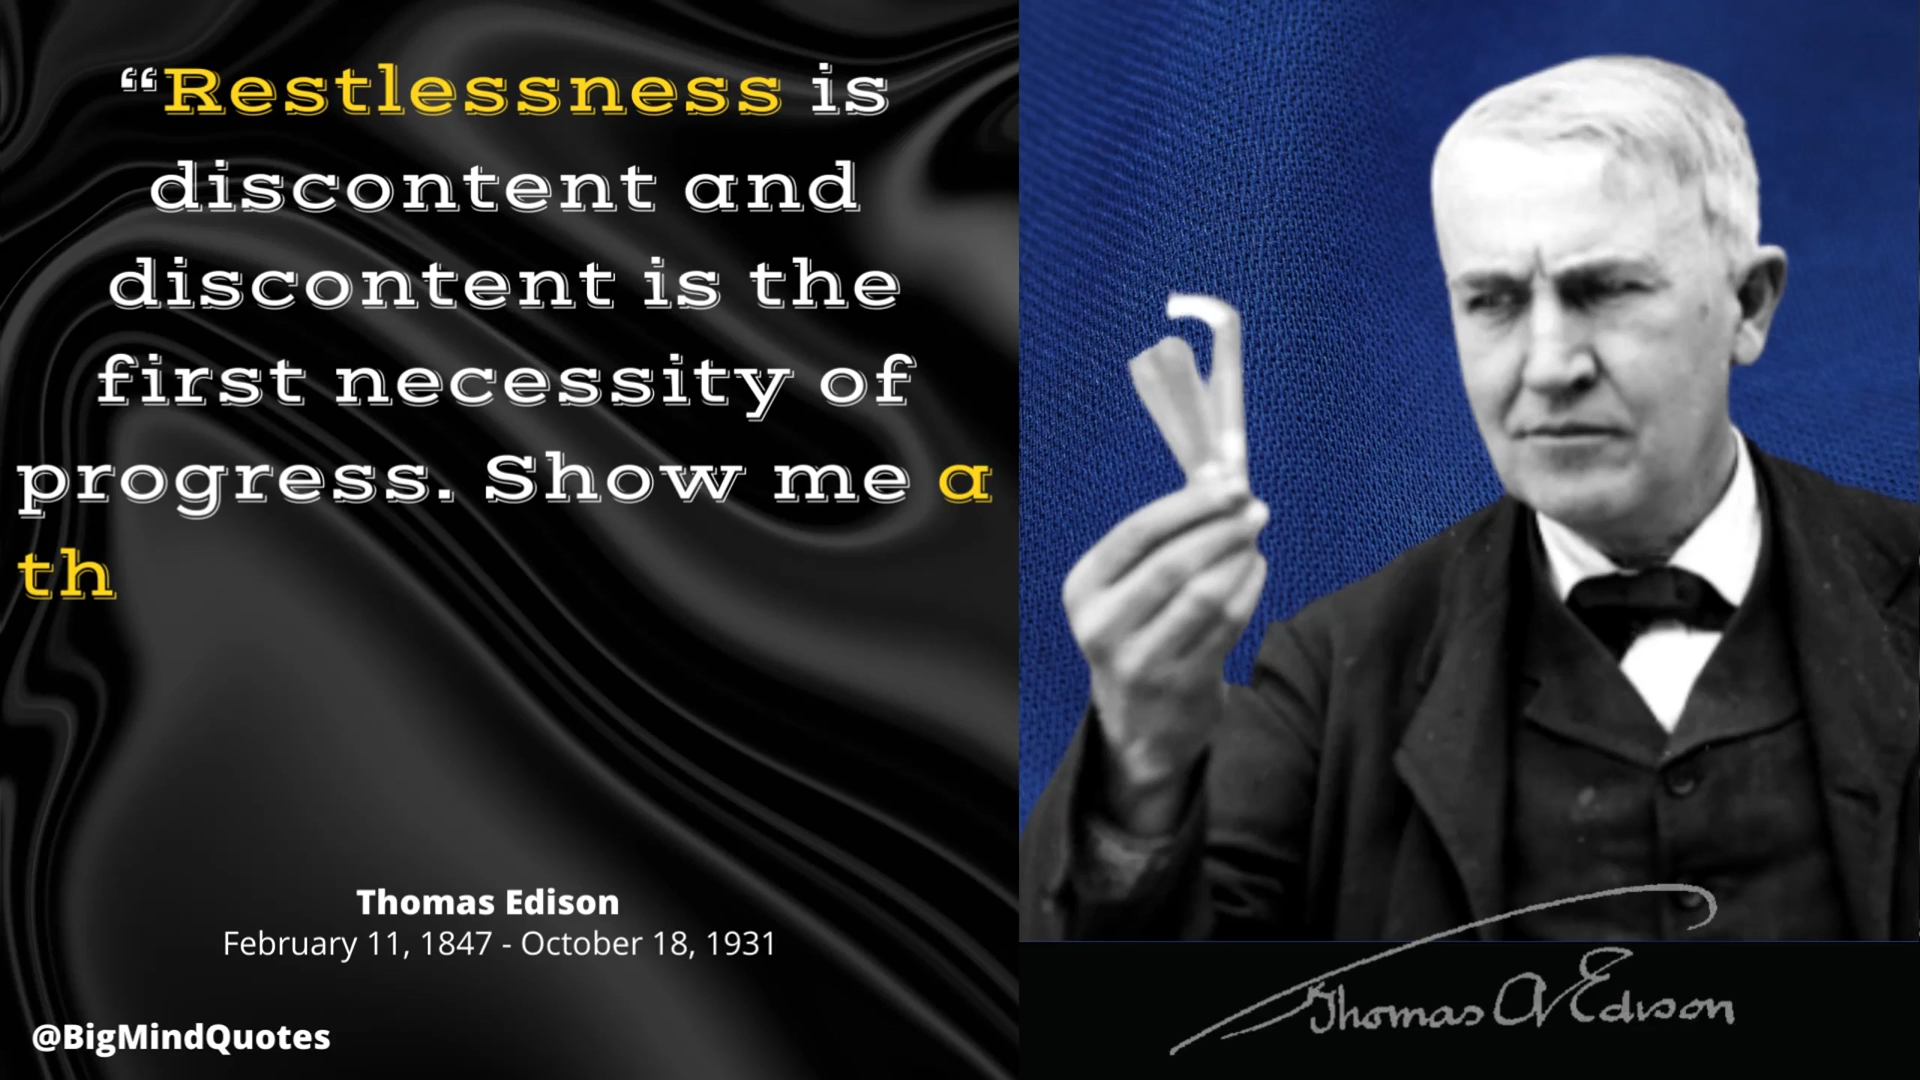 “Restlessness is
discontent and
discontent is the
first necessity of
progress. Show me a
th
Thomas Edison
February 11, 1847 - October 18, 1931
@BigMindQuotes
Thomas A Edison